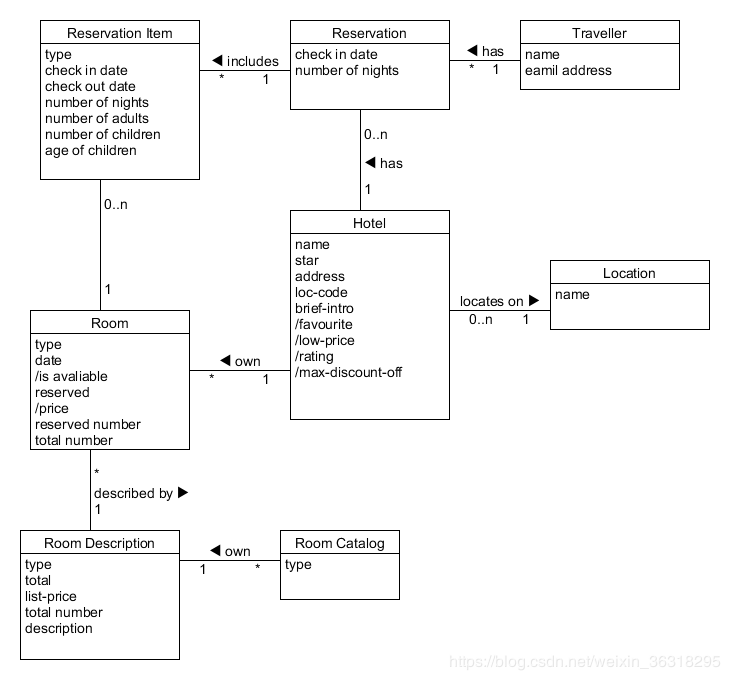 Reservation Item
type
check in date
check out date
number of nights
number of adults
number of children
age of children
◀ includes
* 1
Reservation
check in date
number of nights
◀ has
* 1
Traveller
name
eamil address
0..n
◀ has
1
0..n
1
Hotel
name
star
address
loc-code
brief-intro
/favourite
/low-price
/rating
/max-discount-off
locates on ▶
0..n 1
Location
name
Room
type
date
/is avaliable
reserved
/price
reserved number
total number
◀ own
* 1
*
described by ▶
1
Room Description
type
total
list-price
total number
description
◀ own
1 *
Room Catalog
type
https://blog.csdn.net/weixin_36318295